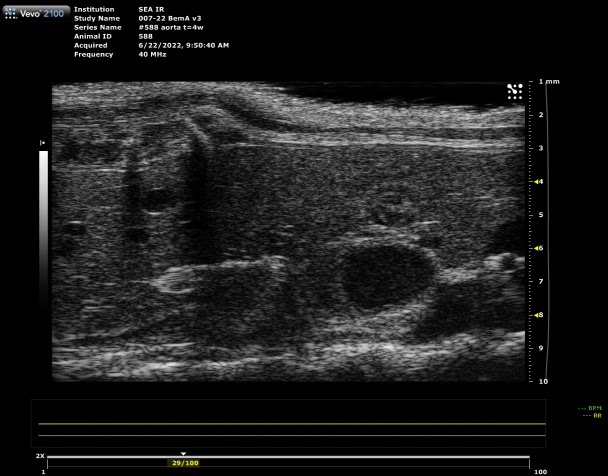 Vevo 2100
Institution SEA IR
Study Name 007-22 BemA v3
Series Name #588 aorta t=4w
Animal ID 588
Acquired 6/22/2022, 9:50:40 AM
Frequency 40 MHz
1 mm
2
3
4
5
6
7
8
9
10
--- BPM
--- RR
2X
29/100
1 100